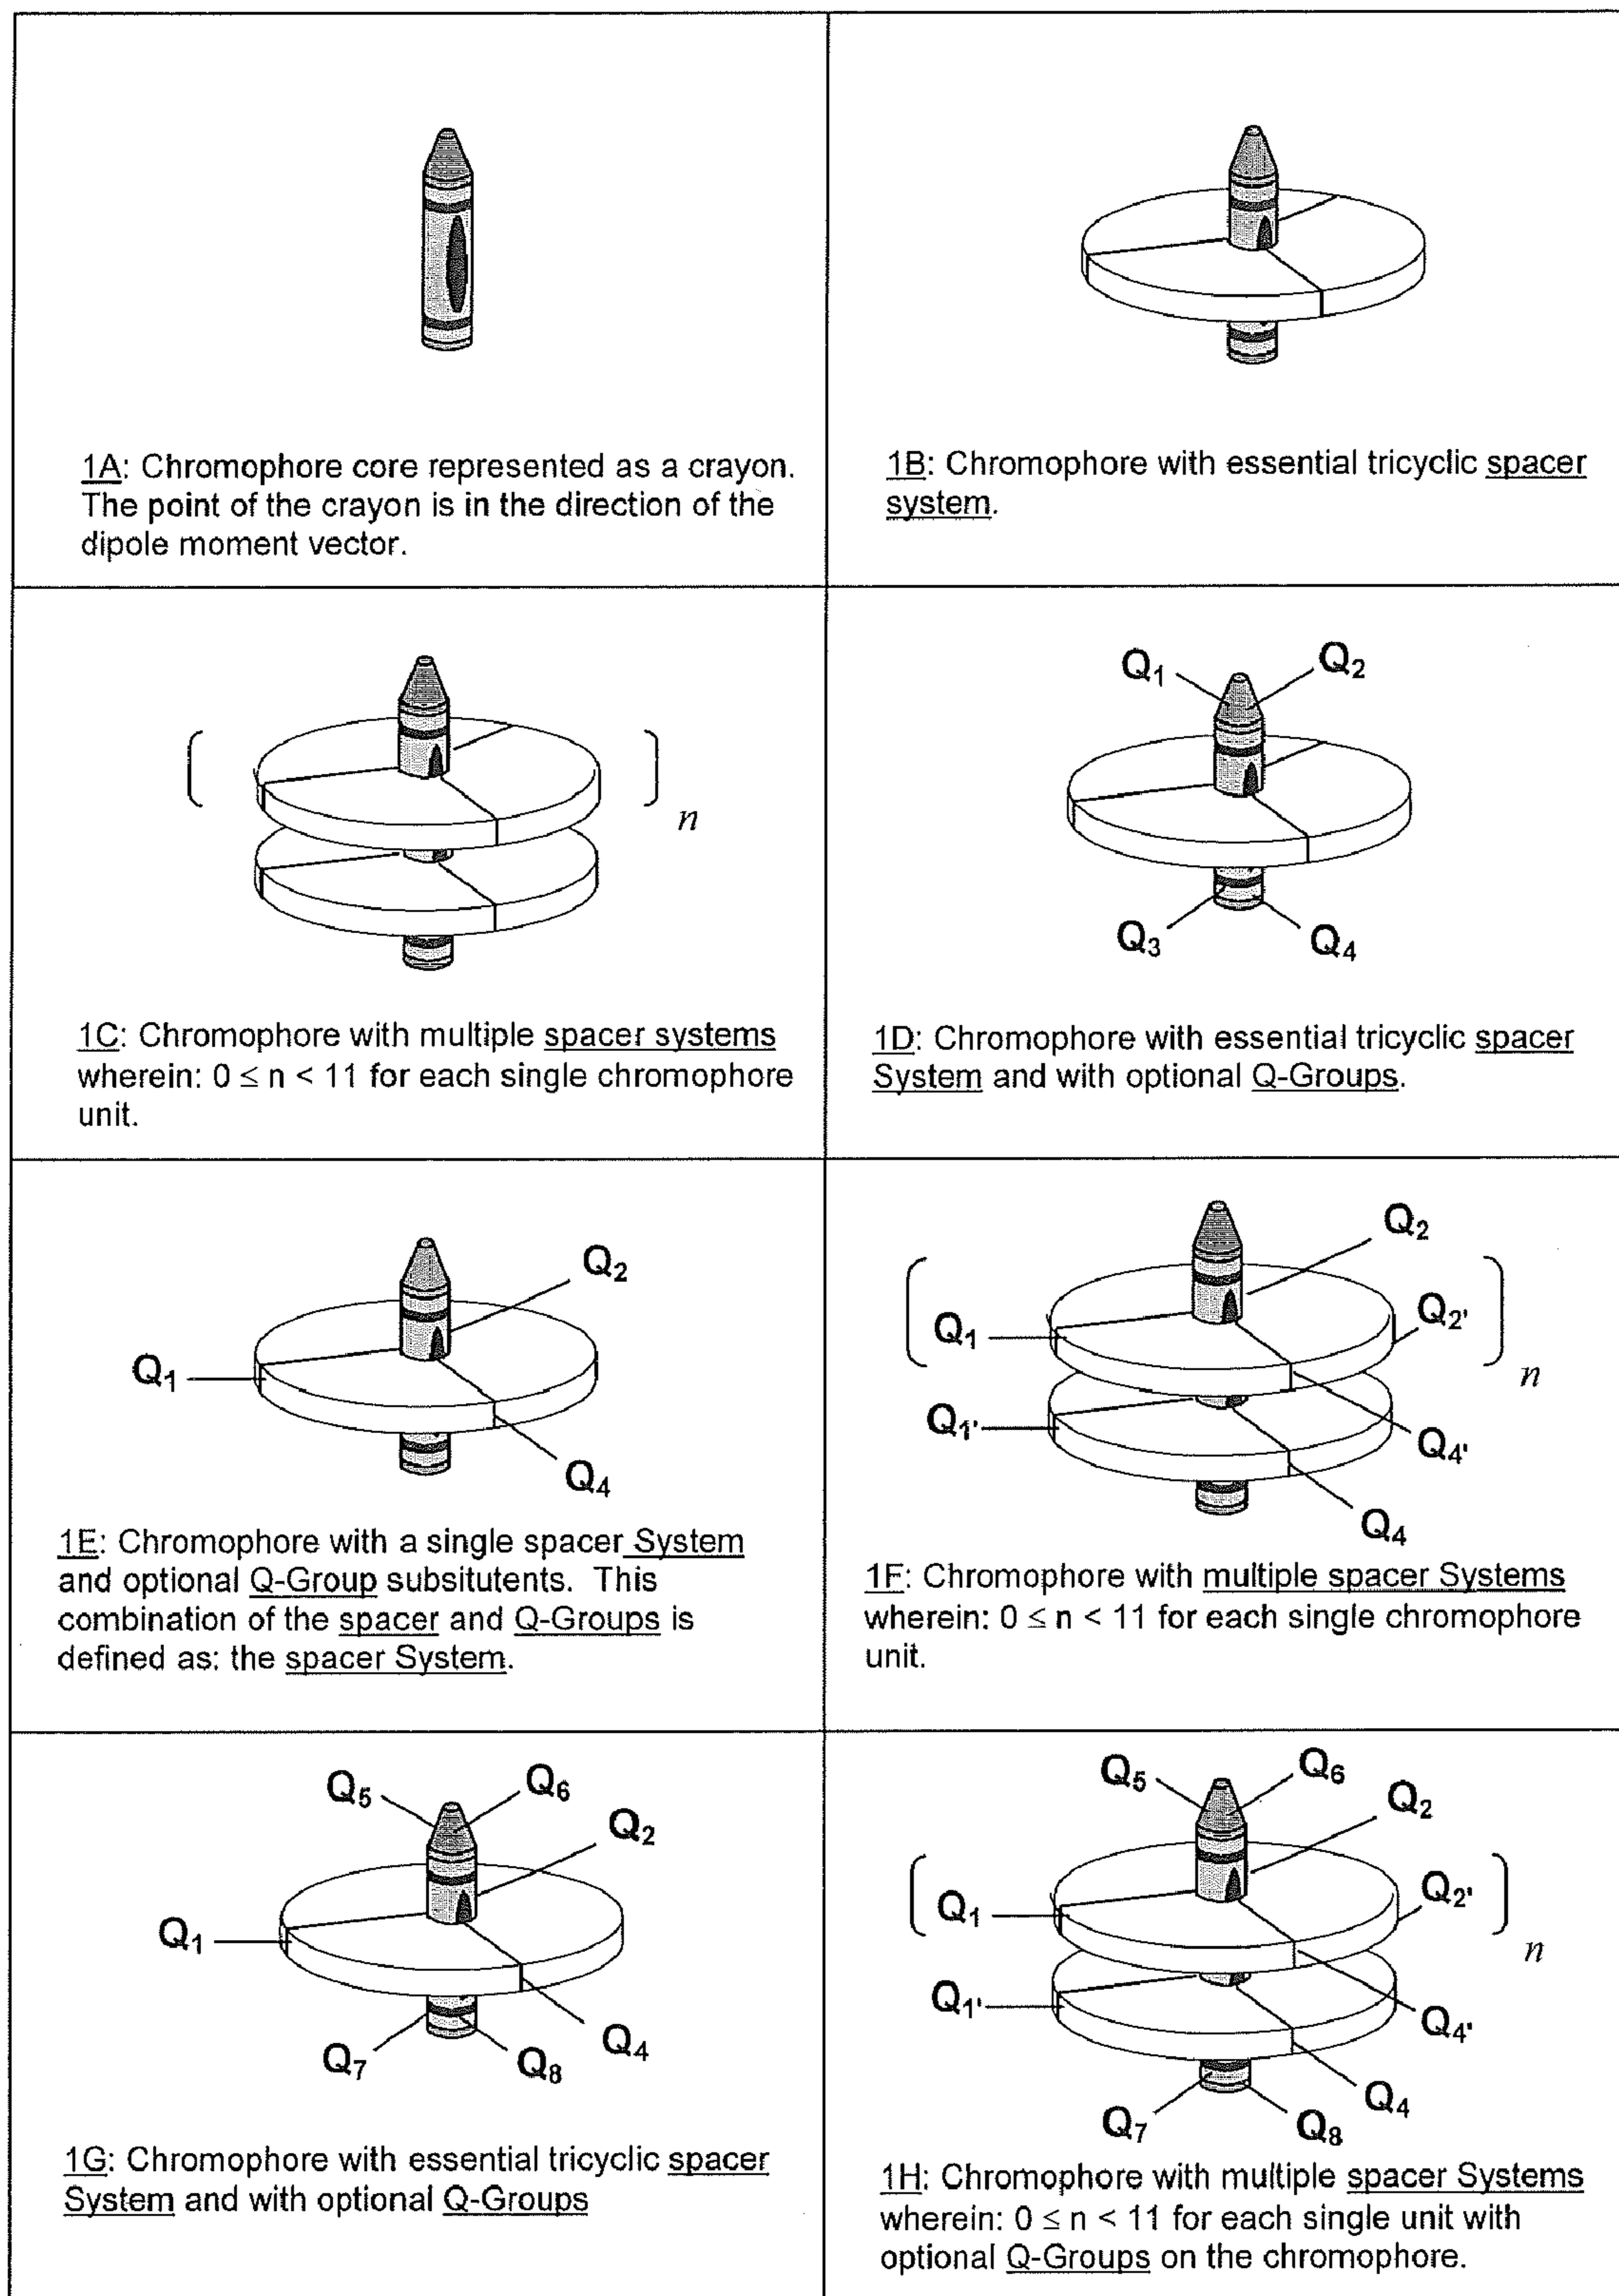 1A: Chromophore core represented as a crayon.
The point of the crayon is in the direction of the
dipole moment vector.
1B: Chromophore with essential tricyclic spacer
system.
n
1C: Chromophore with multiple spacer systems
wherein: 0 ≤ n < 11 for each single chromophore
unit.
Q1 Q2
Q3 Q4
1D: Chromophore with essential tricyclic spacer
System and with optional Q-Groups.
Q2
Q1
Q4
1E: Chromophore with a single spacer System
and optional Q-Group subsitutents. This
combination of the spacer and Q-Groups is
defined as: the spacer System.
Q2
Q1 Q2'
n
Q1' Q4'
Q4
1F: Chromophore with multiple spacer Systems
wherein: 0 ≤ n < 11 for each single chromophore
unit.
Q5 Q6
Q2
Q1
Q4
Q7 Q8
1G: Chromophore with essential tricyclic spacer
System and with optional Q-Groups
Q5 Q6
Q2
Q1 Q2'
n
Q1' Q4'
Q4
Q7 Q8
1H: Chromophore with multiple spacer Systems
wherein: 0 ≤ n < 11 for each single unit with
optional Q-Groups on the chromophore.